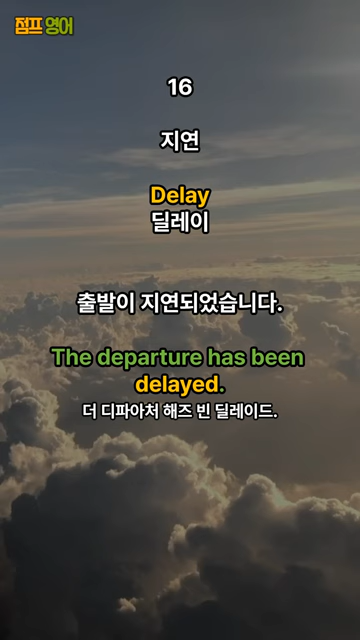 점프 영어
16
지연
Delay
딜레이
출발이 지연되었습니다.
The departure has been
delayed.
더 디파아처 해즈 빈 딜레이드.